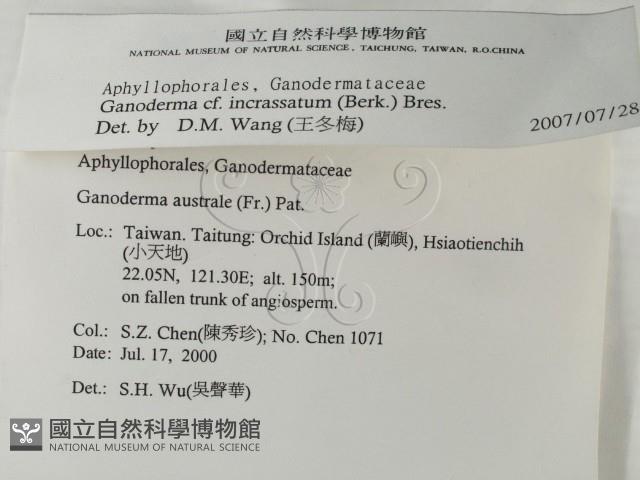 國立自然科學博物館
NATIONAL MUSEUM OF NATURAL SCIENCE, TAICHUNG, TAIWAN, R.O.CHINA
Aphyllophorales, Ganodermataceae
Ganoderma cf. incrassatum (Berk.) Bres.
Det. by D.M. Wang (王冬梅)
2007/07/28
Aphyllophorales, Ganodermataceae
Ganoderma australe (Fr.) Pat.
Loc.: Taiwan. Taitung: Orchid Island (蘭嶼), Hsiaotienchih
(小天地)
22.05N, 121.30E; alt. 150m;
on fallen trunk of angiosperm.
Col.: S.Z. Chen(陳秀珍); No. Chen 1071
Date: Jul. 17, 2000
Det.: S.H. Wu(吳聲華)
國立自然科學博物館
NATIONAL MUSEUM OF NATURAL SCIENCE